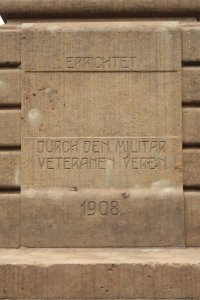 ERRICHTET
DURCH DEN MILITÄR
VETERANEN VEREIN
1908.